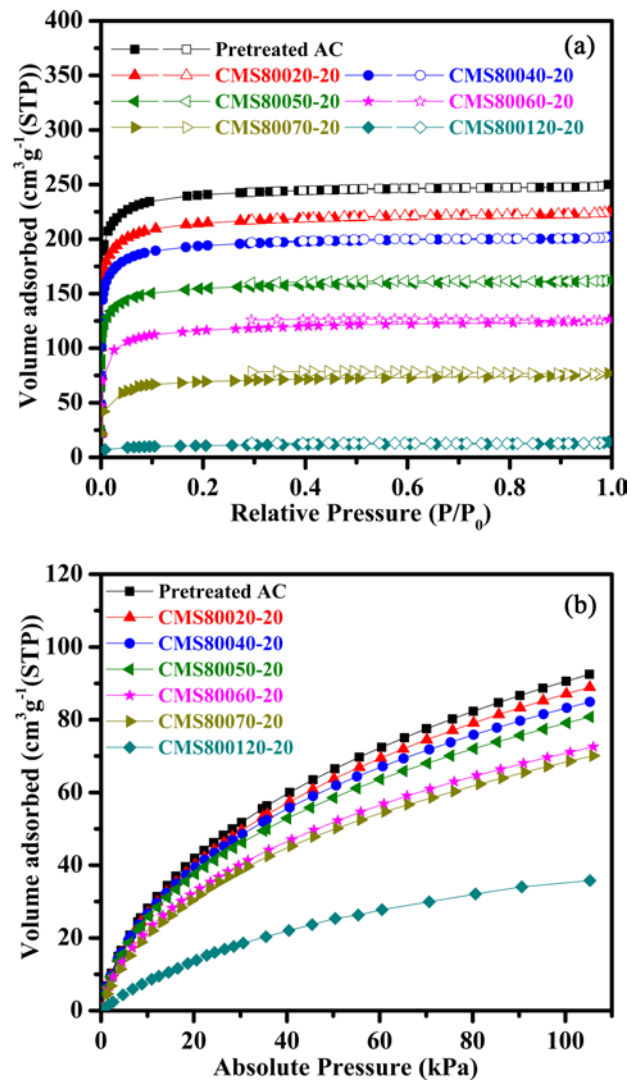 (a)
Pretreated AC
CMS80020-20 CMS80040-20
CMS80050-20 CMS80060-20
CMS80070-20 CMS800120-20
400
350
300
250
200
150
100
50
0
Volume adsorbed (cm³g⁻¹(STP))
0.0 0.2 0.4 0.6 0.8 1.0
Relative Pressure (P/P₀)
(b)
Pretreated AC
CMS80020-20
CMS80040-20
CMS80050-20
CMS80060-20
CMS80070-20
CMS800120-20
120
100
80
60
40
20
0
Volume adsorbed (cm³g⁻¹(STP))
0 20 40 60 80 100
Absolute Pressure (kPa)